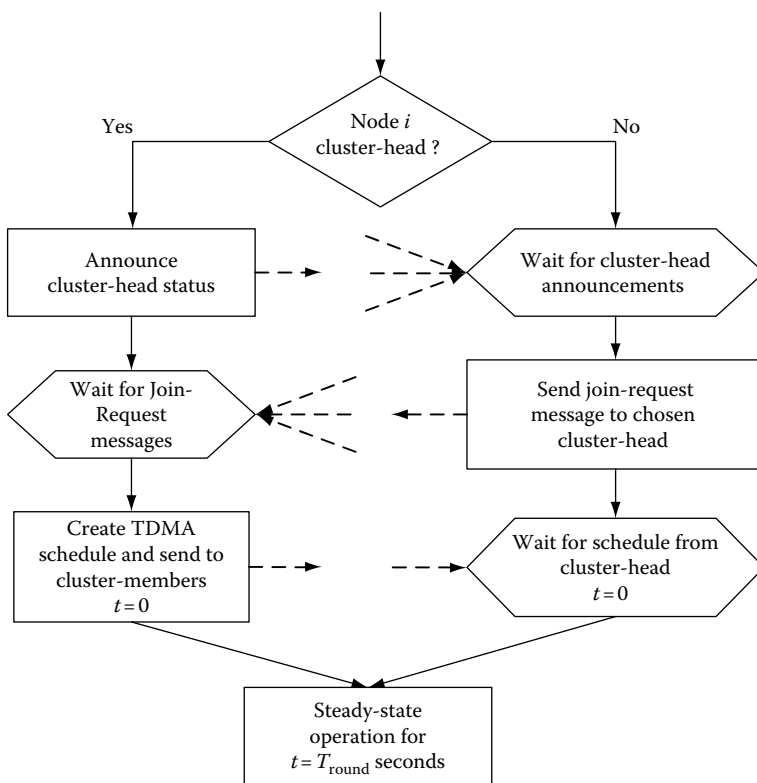 Node i
cluster-head ?
Yes
No
Announce
cluster-head status
Wait for cluster-head
announcements
Wait for Join-
Request
messages
Send join-request
message to chosen
cluster-head
Create TDMA
schedule and send to
cluster-members
t = 0
Wait for schedule from
cluster-head
t = 0
Steady-state
operation for
t = Tround seconds